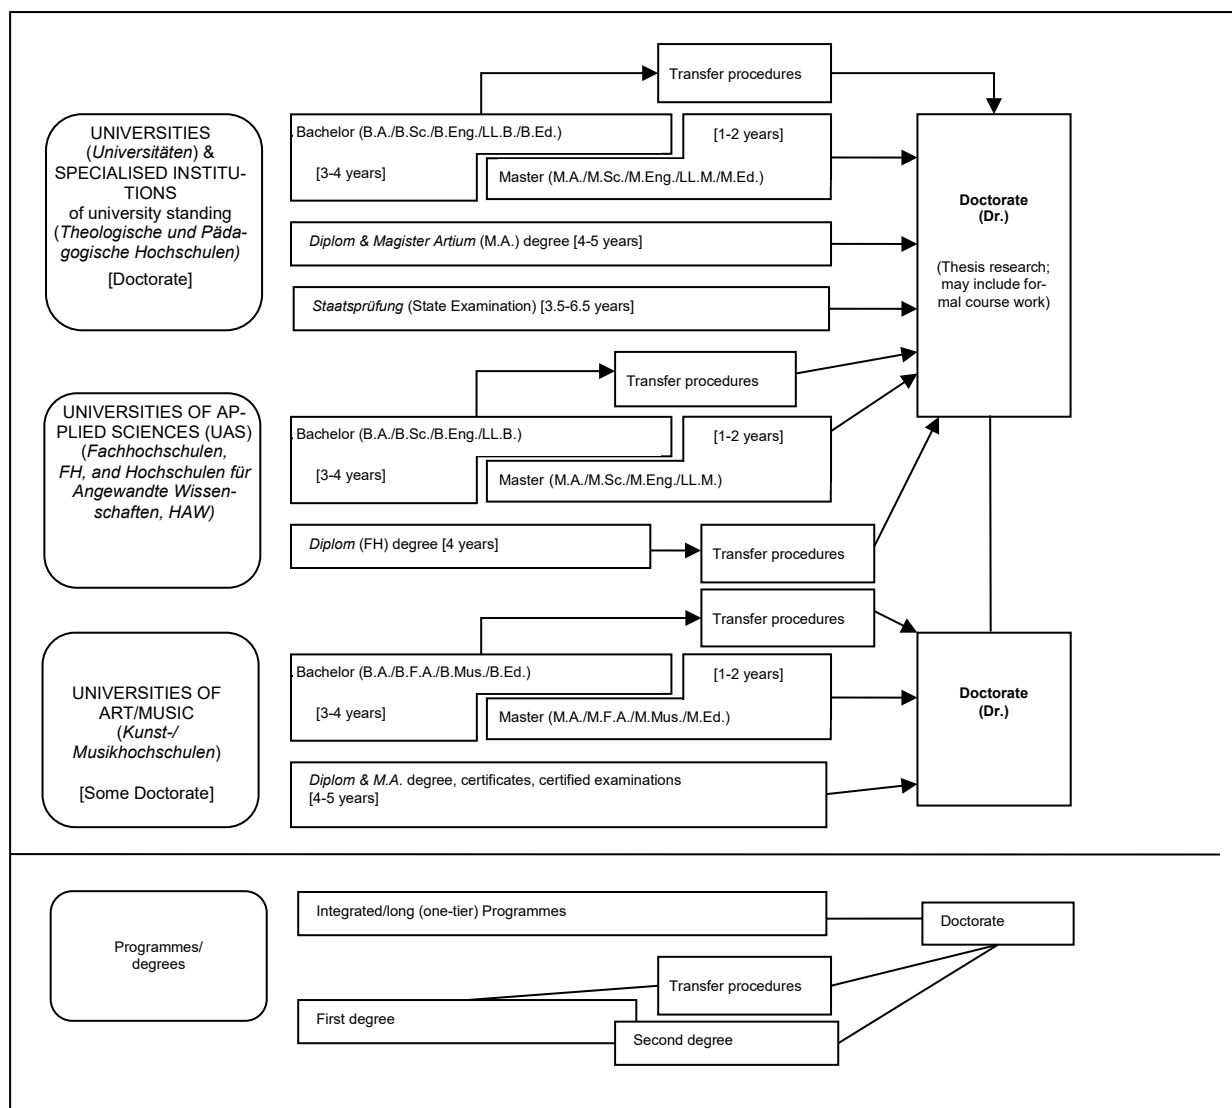 Transfer procedures
UNIVERSITIES
(Universitäten) &
SPECIALISED INSTITU-
TIONS
of university standing
(Theologische und Päda-
gogische Hochschulen)
[Doctorate]
. Bachelor (B.A./B.Sc./B.Eng./LL.B./B.Ed.)
[3-4 years]
[1-2 years]
Master (M.A./M.Sc./M.Eng./LL.M./M.Ed.)
Diplom & Magister Artium (M.A.) degree [4-5 years]
Staatsprüfung (State Examination) [3.5-6.5 years]
Doctorate
(Dr.)
(Thesis research;
may include for-
mal course work)
Transfer procedures
UNIVERSITIES OF AP-
PLIED SCIENCES (UAS)
(Fachhochschulen,
FH, and Hochschulen für
Angewandte Wissen-
schaften, HAW)
. Bachelor (B.A./B.Sc./B.Eng./LL.B.)
[3-4 years]
[1-2 years]
Master (M.A./M.Sc./M.Eng./LL.M.)
Diplom (FH) degree [4 years]
Transfer procedures
Transfer procedures
UNIVERSITIES OF
ART/MUSIC
(Kunst-/
Musikhochschulen)
[Some Doctorate]
. Bachelor (B.A./B.F.A./B.Mus./B.Ed.)
[3-4 years]
[1-2 years]
Master (M.A./M.F.A./M.Mus./M.Ed.)
Diplom & M.A. degree, certificates, certified examinations
[4-5 years]
Doctorate
(Dr.)
Programmes/
degrees
Integrated/long (one-tier) Programmes
Doctorate
Transfer procedures
First degree
Second degree